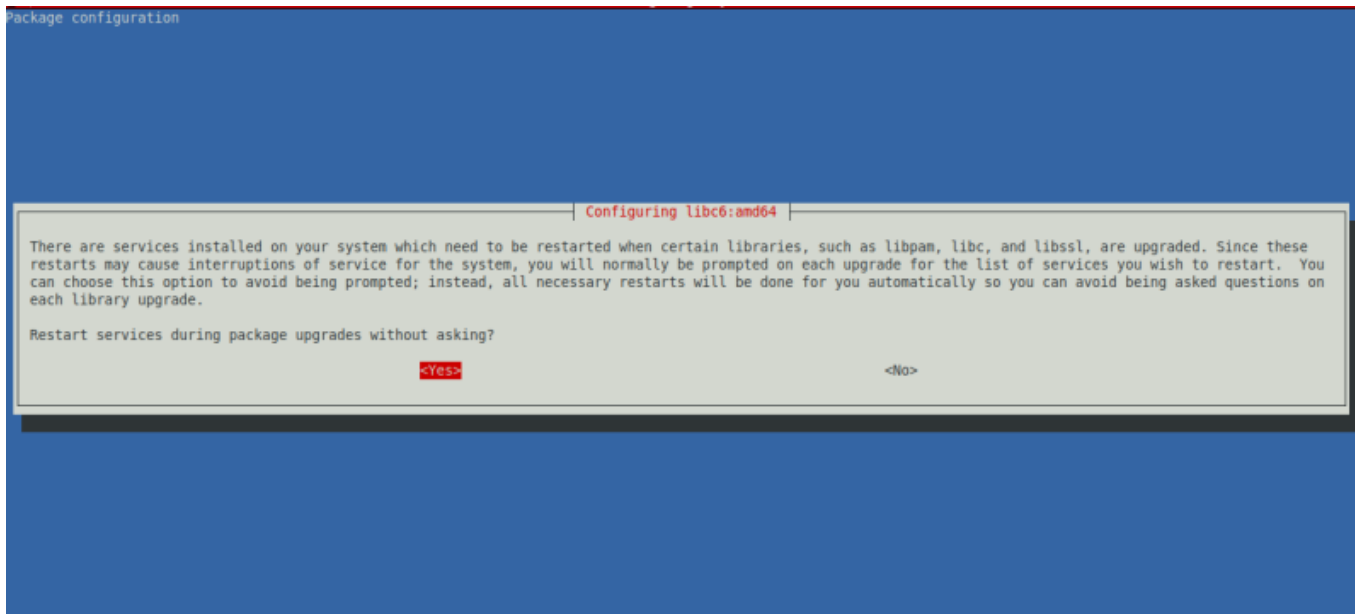 Package configuration
Configuring libc6:amd64
There are services installed on your system which need to be restarted when certain libraries, such as libpam, libc, and libssl, are upgraded. Since these
restarts may cause interruptions of service for the system, you will normally be prompted on each upgrade for the list of services you wish to restart.  You
can choose this option to avoid being prompted; instead, all necessary restarts will be done for you automatically so you can avoid being asked questions on
each library upgrade.
Restart services during package upgrades without asking?
<Yes> <No>